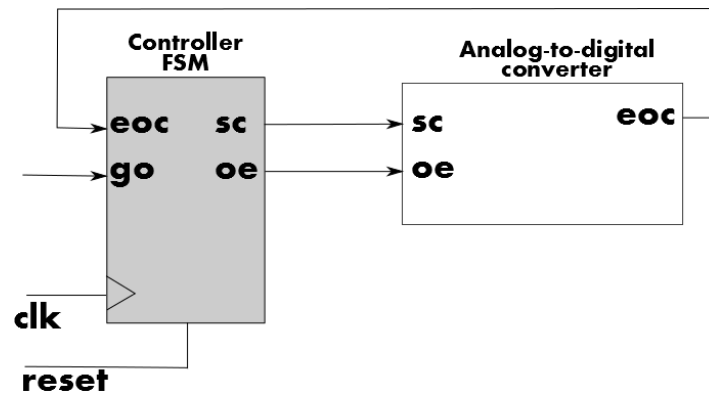 Controller
FSM
Analog-to-digital
converter
eoc sc
go oe
sc
oe
eoc
clk
reset